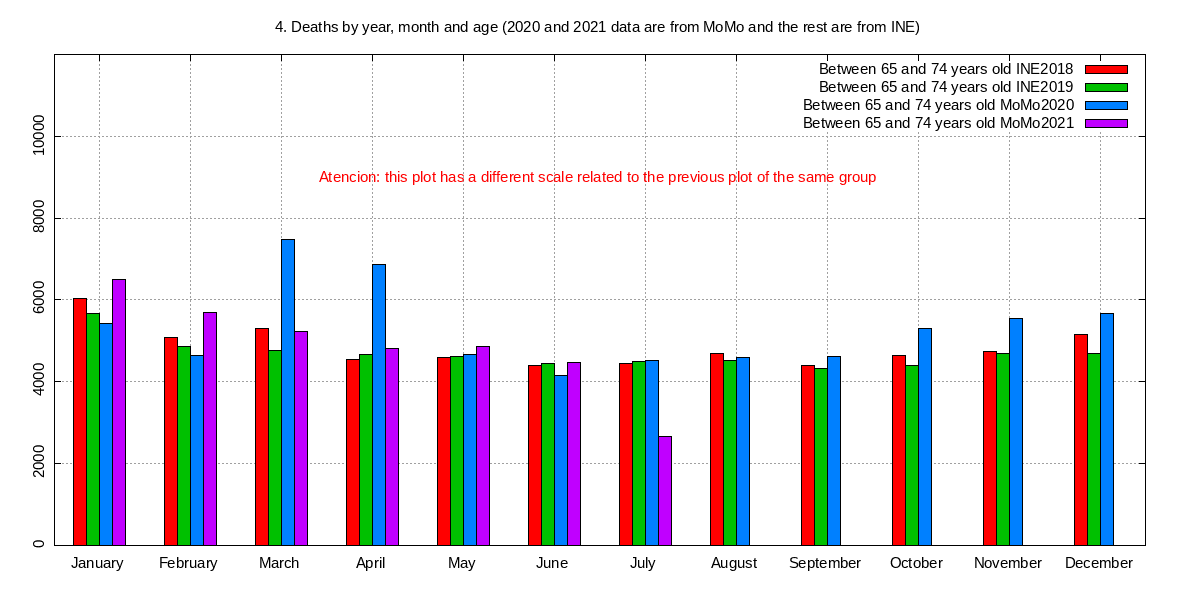 4. Deaths by year, month and age (2020 and 2021 data are from MoMo and the rest are from INE)
Between 65 and 74 years old INE2018
Between 65 and 74 years old INE2019
Between 65 and 74 years old MoMo2020
Between 65 and 74 years old MoMo2021
Atencion: this plot has a different scale related to the previous plot of the same group
10000
8000
6000
4000
2000
0
January February March April May June July August September October November December